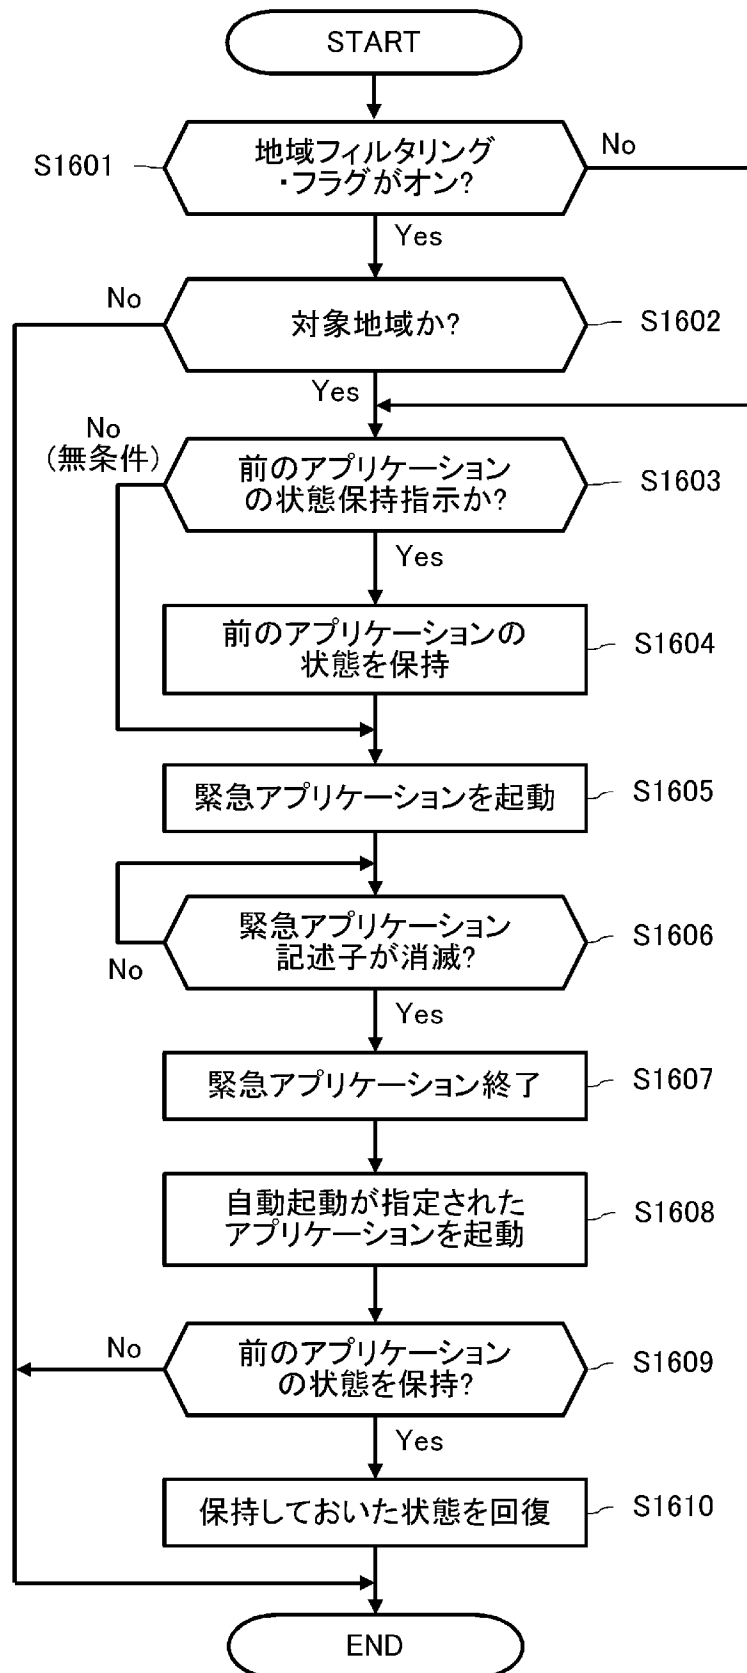 START
S1601
地域フィルタリング
・フラグがオン?
No
Yes
No
対象地域か?
S1602
Yes
No
(無条件)
前のアプリケーション
の状態保持指示か?
S1603
Yes
前のアプリケーションの
状態を保持
S1604
緊急アプリケーションを起動
S1605
緊急アプリケーション
記述子が消滅?
S1606
No
Yes
緊急アプリケーション終了
S1607
自動起動が指定された
アプリケーションを起動
S1608
No
前のアプリケーション
の状態を保持?
S1609
Yes
保持しておいた状態を回復
S1610
END